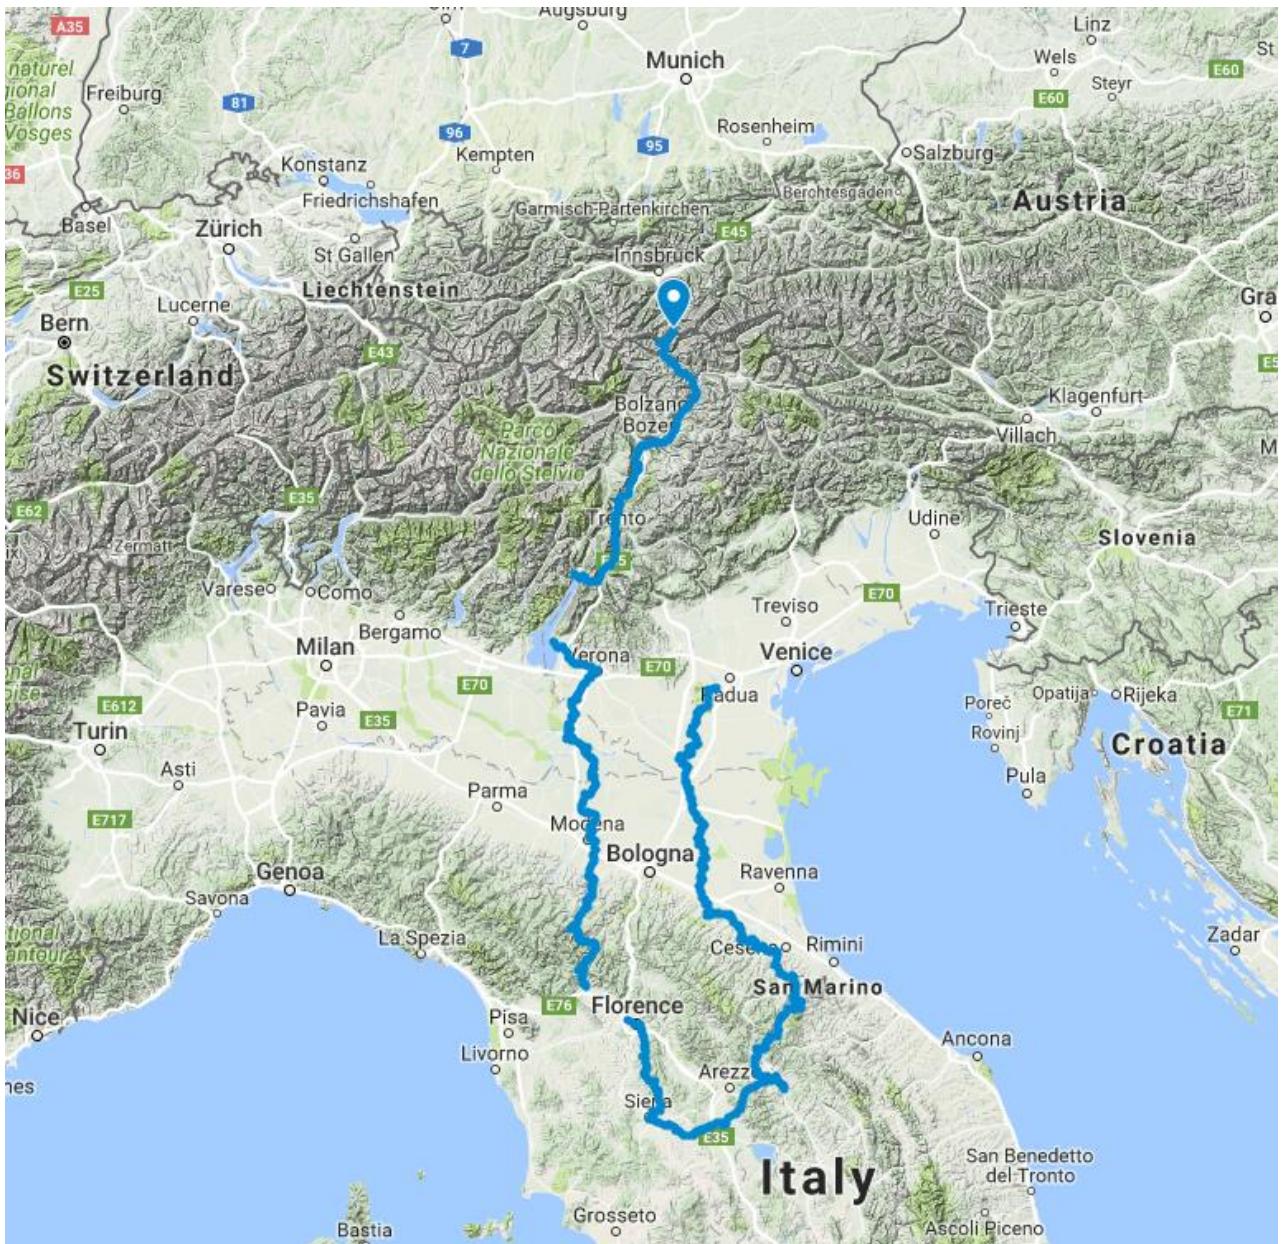 Augsburg
A35
Linz
7
Munich
Wels
St
naturel
E60
gional
Freiburg
Steyr
Ballons
81
E60
Vosges
Rosenheim
96
95
Salzburg
Konstanz
Kempten
36
Berchtesgaden
Friedrichshafen
Austria
Garmisch-Partenkirchen
Basel
Zürich
E45
St Gallen
Innsbruck
E25
Liechtenstein
Gra
Lucerne
Bern
E43
Switzerland
Klagenfurt
Bolzano
Bozen
Villach
Parco
Nazionale
dello Stelvio
E35
E62
Trento
Udine
Slovenia
Zermatt
Varese
Como
E70
Treviso
Trieste
Bergamo
Milan
Verona
Venice
E70
E70
Padua
Opatija
Rijeka
E612
Poreč
Pavia
E35
E71
Turin
Rovinj
Croatia
Asti
Pula
Parma
E717
Modena
Bologna
Genoa
Ravenna
Savona
La Spezia
Zadar
Cesena
Rimini
San Marino
E76
Florence
Nice
Pisa
Ancona
Livorno
Arezzo
nes
Siena
E35
San Benedetto
del Tronto
Italy
Grosseto
Bastia
Ascoli Piceno